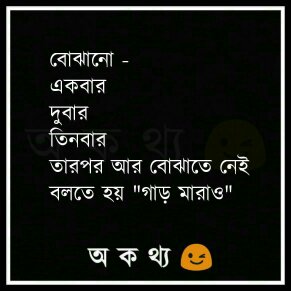 বোঝানো -
একবার
দুবার
তিনবার
তারপর আর বোঝাতে নেই
বলতে হয় "গাড় মারাও"
অ ক থ্য 😉